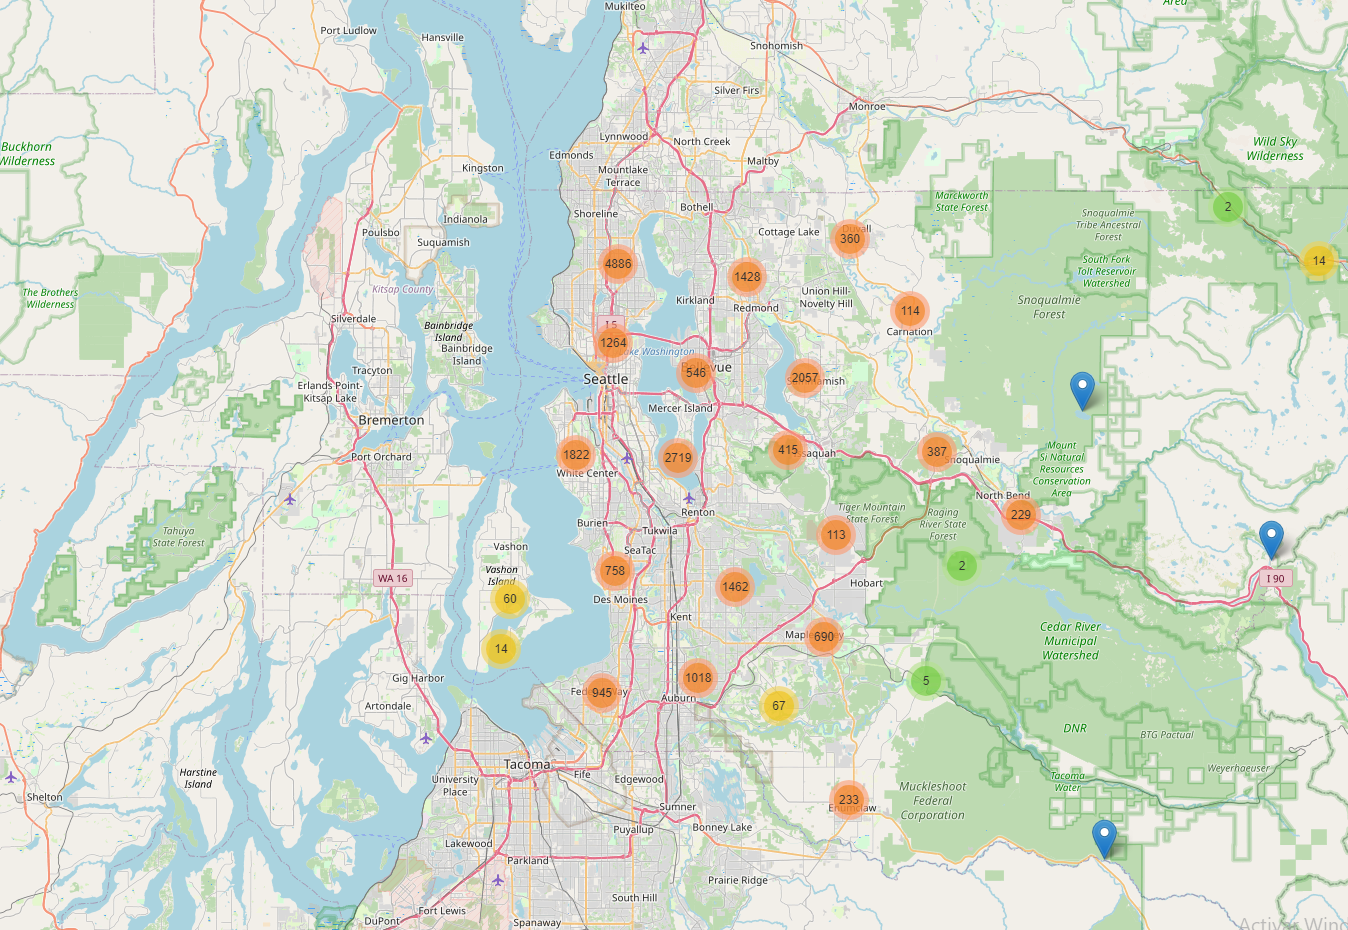 Mukilteo
Area
Port Ludlow
Hansville
Snohomish
Silver Firs
Monroe
Lynnwood
North Creek
Buckhorn
Wilderness
Edmonds
Maltby
Wild Sky
Wilderness
Kingston
Mountlake
Terrace
Marckworth
State Forest
2
Bothell
Shoreline
Indianola
Snoqualmie
Tribe Ancestral
Forest
Poulsbo
Suquamish
Cottage Lake
360
4886
1428
South Fork
Tolt Reservoir
Watershed
14
The Brothers
Wilderness
Kitsap County
Kirkland
Union Hill-
Novelty Hill
Snoqualmie
Forest
Redmond
114
Carnation
Silverdale
Bainbridge
Island
Bainbridge
Island
1264
Lake Washington
Tracyton
Seattle
546
2057
Erlands Point-
Kitsap Lake
Mercer Island
Bremerton
Port Orchard
1822
White Center
2719
415
387
Snoqualmie
Mount
Si Natural
Resources
Conservation
Area
North Bend
229
Tiger Mountain
State Forest
Raging
River State
Forest
Renton
Burien
Tukwila
Tahuya
State Forest
Vashon
SeaTac
113
2
Vashon
Island
758
1462
Hobart
WA 16
I 90
60
Des Moines
Kent
Cedar River
Municipal
Watershed
690
14
Gig Harbor
1018
5
945
Auburn
67
Artondale
DNR
BTG Pactual
Tacoma
Fife
Harstine
Island
University
Place
Edgewood
Weyerhaeuser
Tacoma
Water
Shelton
Muckleshoot
Federal
Corporation
233
Enumclaw
Sumner
Puyallup
Bonney Lake
Lakewood
Parkland
Prairie Ridge
South Hill
Fort Lewis
DuPont
Spanaway